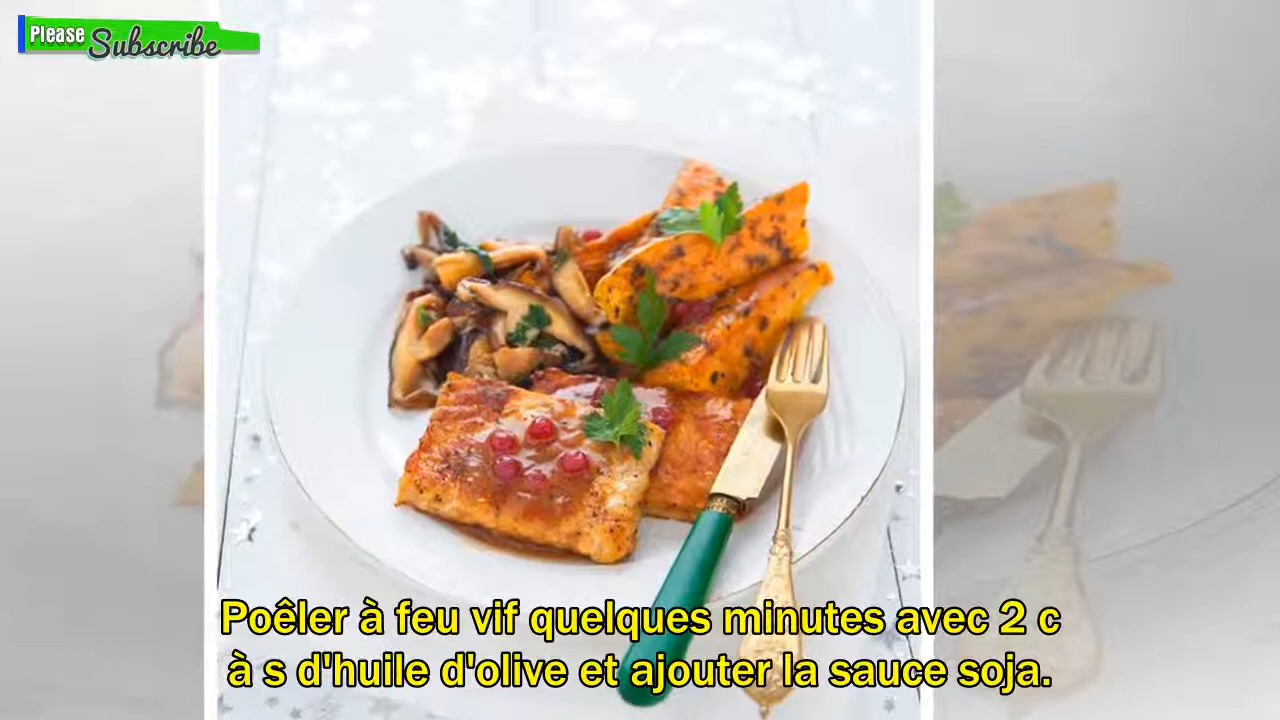 Please Subscribe
Poêler à feu vif quelques minutes avec 2 c
à s d'huile d'olive et ajouter la sauce soja.